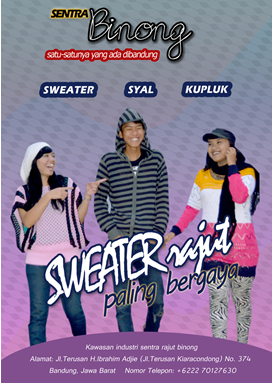 SENTRA
Binong
satu-satunya yang ada dibandung
SWEATER SYAL KUPLUK
SWEATER rajut
paling bergaya
Kawasan industri sentra rajut binong
Alamat: Jl.Terusan H.Ibrahim Adjie (Jl.Terusan Kiaracondong) No. 374
Bandung, Jawa Barat Nomor Telepon: +6222 70127630